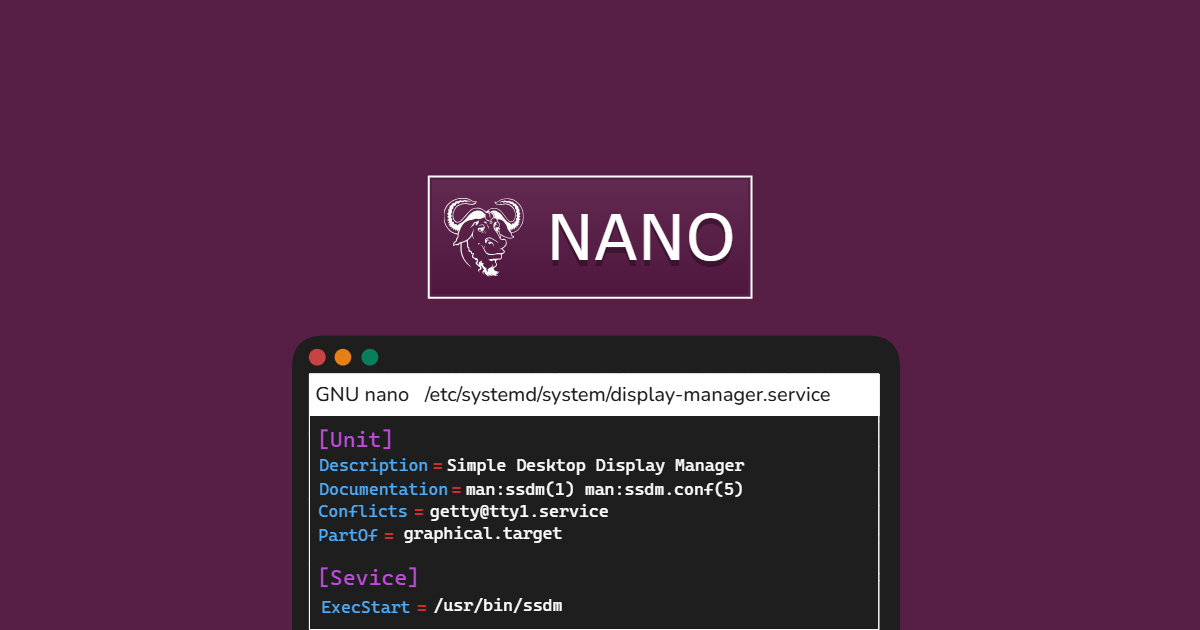 NANO
GNU nano /etc/systemd/system/display-manager.service
[Unit]
Description = Simple Desktop Display Manager
Documentation = man:ssdm(1) man:ssdm.conf(5)
Conflicts = getty@tty1.service
PartOf = graphical.target
[Sevice]
ExecStart = /usr/bin/ssdm